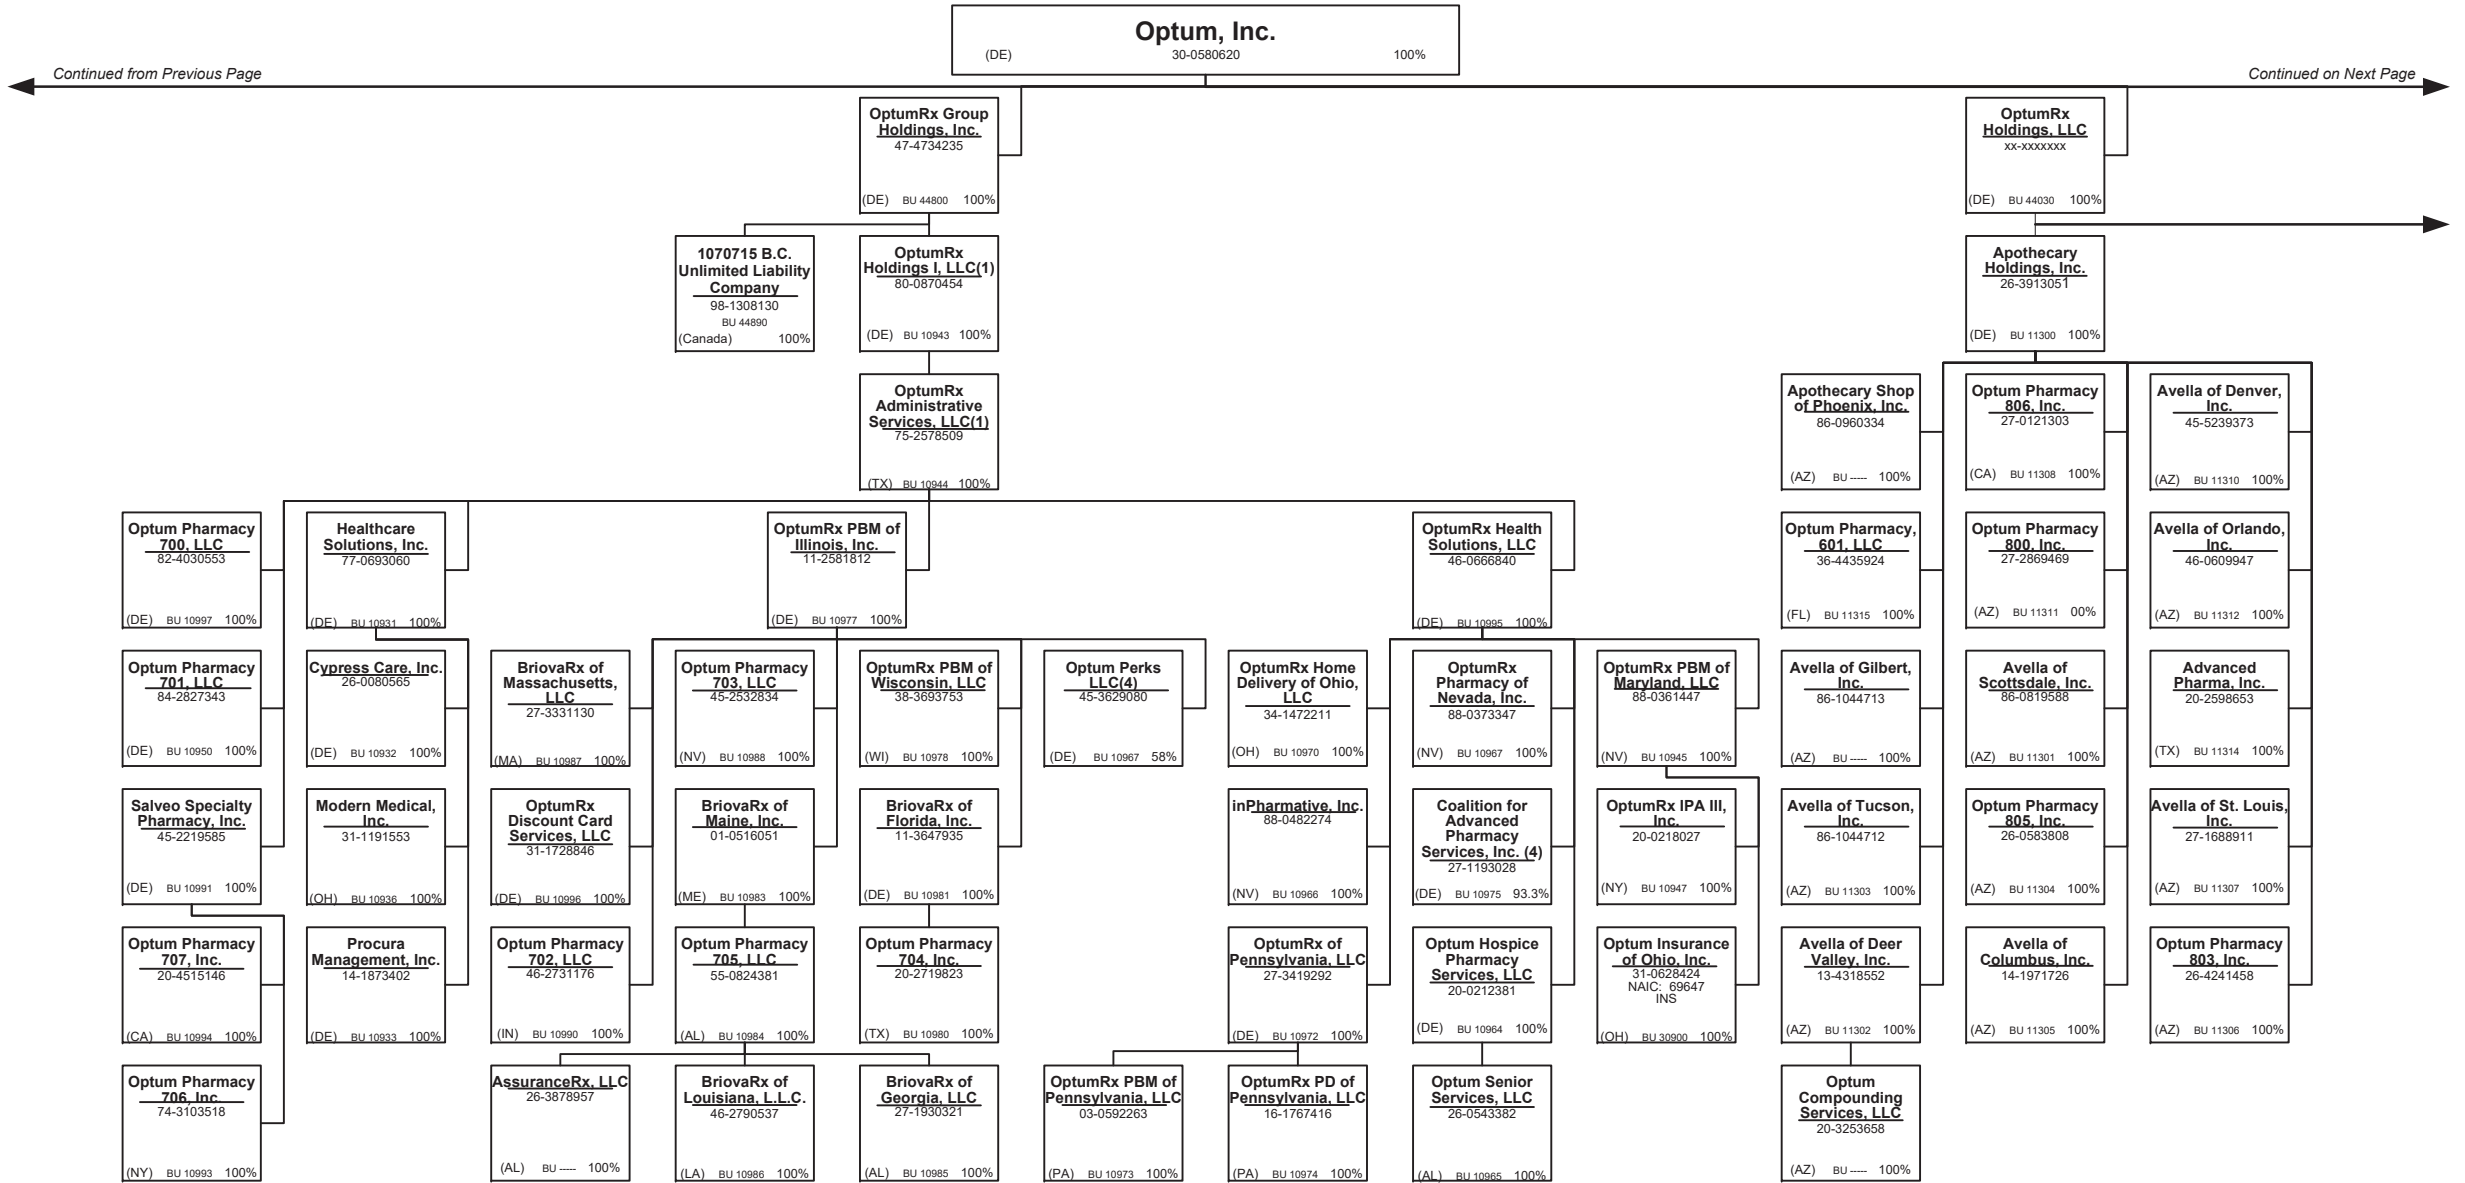 Optum, Inc.
(DE) 30-0580620 100%
Continued from Previous Page
Continued on Next Page
OptumRx Group
Holdings, Inc.
47-4734235
(DE) BU 44800 100%
OptumRx
Holdings, LLC
xx-xxxxxxx
(DE) BU 44030 100%
1070715 B.C.
Unlimited Liability
Company
98-1308130
BU 44890
(Canada) 100%
OptumRx
Holdings I, LLC(1)
80-0870454
(DE) BU 10943 100%
Apothecary
Holdings, Inc.
26-3913051
(DE) BU 11300 100%
OptumRx
Administrative
Services, LLC(1)
75-2578509
(TX) BU 10944 100%
Apothecary Shop
of Phoenix, Inc.
86-0960334
(AZ) BU ----- 100%
Optum Pharmacy
806, Inc.
27-0121303
(CA) BU 11308 100%
Avella of Denver,
Inc.
45-5239373
(AZ) BU 11310 100%
Optum Pharmacy
700, LLC
82-4030553
(DE) BU 10997 100%
Healthcare
Solutions, Inc.
77-0693060
(DE) BU 10931 100%
OptumRx PBM of
Illinois, Inc.
11-2581812
(DE) BU 10977 100%
OptumRx Health
Solutions, LLC
46-0666840
(DE) BU 10995 100%
Optum Pharmacy,
601, LLC
36-4435924
(FL) BU 11315 100%
Optum Pharmacy
800, Inc.
27-2869469
(AZ) BU 11311 00%
Avella of Orlando,
Inc.
46-0609947
(AZ) BU 11312 100%
Optum Pharmacy
701, LLC
84-2827343
(DE) BU 10950 100%
Cypress Care, Inc.
26-0080565
(DE) BU 10932 100%
BriovaRx of
Massachusetts,
LLC
27-3331130
(MA) BU 10987 100%
Optum Pharmacy
703, LLC
45-2532834
(NV) BU 10988 100%
OptumRx PBM of
Wisconsin, LLC
38-3693753
(WI) BU 10978 100%
Optum Perks
LLC(4)
45-3629080
(DE) BU 10967 58%
OptumRx Home
Delivery of Ohio,
LLC
34-1472211
(OH) BU 10970 100%
OptumRx
Pharmacy of
Nevada, Inc.
88-0373347
(NV) BU 10967 100%
OptumRx PBM of
Maryland, LLC
88-0361447
(NV) BU 10945 100%
Avella of Gilbert,
Inc.
86-1044713
(AZ) BU ----- 100%
Avella of
Scottsdale, Inc.
86-0819588
(AZ) BU 11301 100%
Advanced
Pharma, Inc.
20-2598653
(TX) BU 11314 100%
Salveo Specialty
Pharmacy, Inc.
45-2219585
(DE) BU 10991 100%
Modern Medical,
Inc.
31-1191553
(OH) BU 10936 100%
OptumRx
Discount Card
Services, LLC
31-1728846
(DE) BU 10996 100%
BriovaRx of
Maine, Inc.
01-0516051
(ME) BU 10983 100%
BriovaRx of
Florida, Inc.
11-3647935
(DE) BU 10981 100%
inPharmative, Inc.
88-0482274
(NV) BU 10966 100%
Coalition for
Advanced
Pharmacy
Services, Inc. (4)
27-1193028
(DE) BU 10975 93.3%
OptumRx IPA III,
Inc.
20-0218027
(NY) BU 10947 100%
Avella of Tucson,
Inc.
86-1044712
(AZ) BU 11303 100%
Optum Pharmacy
805, Inc.
26-0583808
(AZ) BU 11304 100%
Avella of St. Louis,
Inc.
27-1688911
(AZ) BU 11307 100%
Optum Pharmacy
707, Inc.
20-4515146
(CA) BU 10994 100%
Procura
Management, Inc.
14-1873402
(DE) BU 10933 100%
Optum Pharmacy
702, LLC
46-2731176
(IN) BU 10990 100%
Optum Pharmacy
705, LLC
55-0824381
(AL) BU 10984 100%
Optum Pharmacy
704, Inc.
20-2719823
(TX) BU 10980 100%
OptumRx of
Pennsylvania, LLC
27-3419292
(DE) BU 10972 100%
Optum Hospice
Pharmacy
Services, LLC
20-0212381
(DE) BU 10964 100%
Optum Insurance
of Ohio, Inc.
31-0628424
NAIC: 69647
INS
(OH) BU 30900 100%
Avella of Deer
Valley, Inc.
13-4318552
(AZ) BU 11302 100%
Avella of
Columbus, Inc.
14-1971726
(AZ) BU 11305 100%
Optum Pharmacy
803, Inc.
26-4241458
(AZ) BU 11306 100%
Optum Pharmacy
706, Inc.
74-3103518
(NY) BU 10993 100%
AssuranceRx, LLC
26-3878957
(AL) BU ----- 100%
BriovaRx of
Louisiana, L.L.C.
46-2790537
(LA) BU 10986 100%
BriovaRx of
Georgia, LLC
27-1930321
(AL) BU 10985 100%
OptumRx PBM of
Pennsylvania, LLC
03-0592263
(PA) BU 10973 100%
OptumRx PD of
Pennsylvania, LLC
16-1767416
(PA) BU 10974 100%
Optum Senior
Services, LLC
26-0543382
(AL) BU 10965 100%
Optum
Compounding
Services, LLC
20-3253658
(AZ) BU ----- 100%